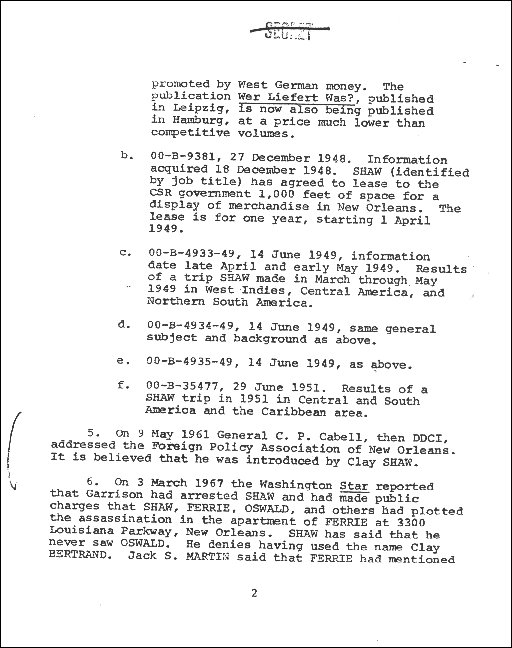 SECRET
promoted by West German money. The
publication Wer Liefert Was?, published
in Leipzig, is now also being published
in Hamburg, at a price much lower than
competitive volumes.
b. 00-B-9381, 27 December 1948. Information
acquired 18 December 1948. SHAW (identified
by job title) has agreed to lease to the
CSR government 1,000 feet of space for a
display of merchandise in New Orleans. The
lease is for one year, starting 1 April
1949.
c. 00-B-4933-49, 14 June 1949, information
date late April and early May 1949. Results
of a trip SHAW made in March through May
1949 in West Indies, Central America, and
Northern South America.
d. 00-B-4934-49, 14 June 1949, same general
subject and background as above.
e. 00-B-4935-49, 14 June 1949, as above.
f. 00-B-35477, 29 June 1951. Results of a
SHAW trip in 1951 in Central and South
America and the Caribbean area.
5. On 9 May 1961 General C. P. Cabell, then DDCI,
addressed the Foreign Policy Association of New Orleans.
It is believed that he was introduced by Clay SHAW.
6. On 3 March 1967 the Washington Star reported
that Garrison had arrested SHAW and had made public
charges that SHAW, FERRIE, OSWALD, and others had plotted
the assassination in the apartment of FERRIE at 3300
Louisiana Parkway, New Orleans. SHAW has said that he
never saw OSWALD. He denies having used the name Clay
BERTRAND. Jack S. MARTIN said that FERRIE had mentioned
2